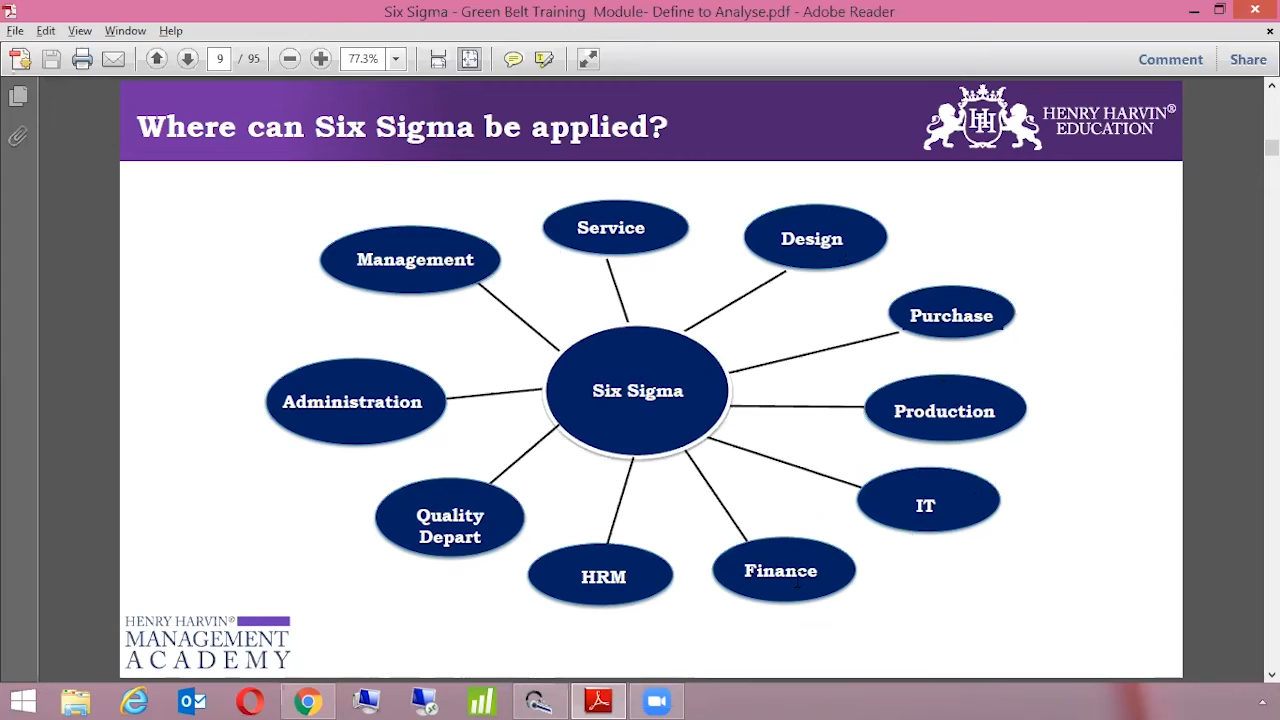 Six Sigma - Green Belt Training Module- Define to Analyse.pdf - Adobe Reader
File Edit View Window Help
9 / 95 77.3% Comment Share
Where can Six Sigma be applied?
HENRY HARVIN®
EDUCATION
HH
Service
Design
Management
Purchase
Six Sigma
Administration
Production
IT
Quality
Depart
HRM
Finance
HENRY HARVIN®
MANAGEMENT
ACADEMY